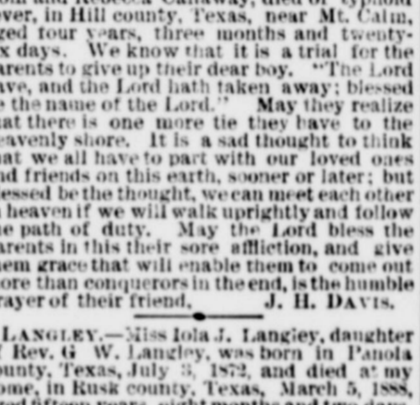 ver, in Hill county, Texas, near Mt. Calm.
ged four years, three months and twenty-
x days. We know that it is a trial for the
arents to give up their dear boy. "The Lord
ave, and the Lord hath taken away; blessed
e the name of the Lord." May they realize
at there is one more tie they have to the
eavenly shore. It is a sad thought to think
at we all have to part with our loved ones
nd friends on this earth, sooner or later; but
essed be the thought, we can meet each other
heaven if we will walk uprightly and follow
e path of duty. May the Lord bless the
arents in this their sore affliction, and give
em grace that will enable them to come out
ore than conquerors in the end, is the humble
rayer of their friend, J. H. DAVIS.
LANGLEY.—Miss Iola J. Langley, daughter
f Rev. G W. Langley, was born in Panola
ounty, Texas, July 3, 1872, and died at my
ome, in Rusk county, Texas, March 5, 1888,